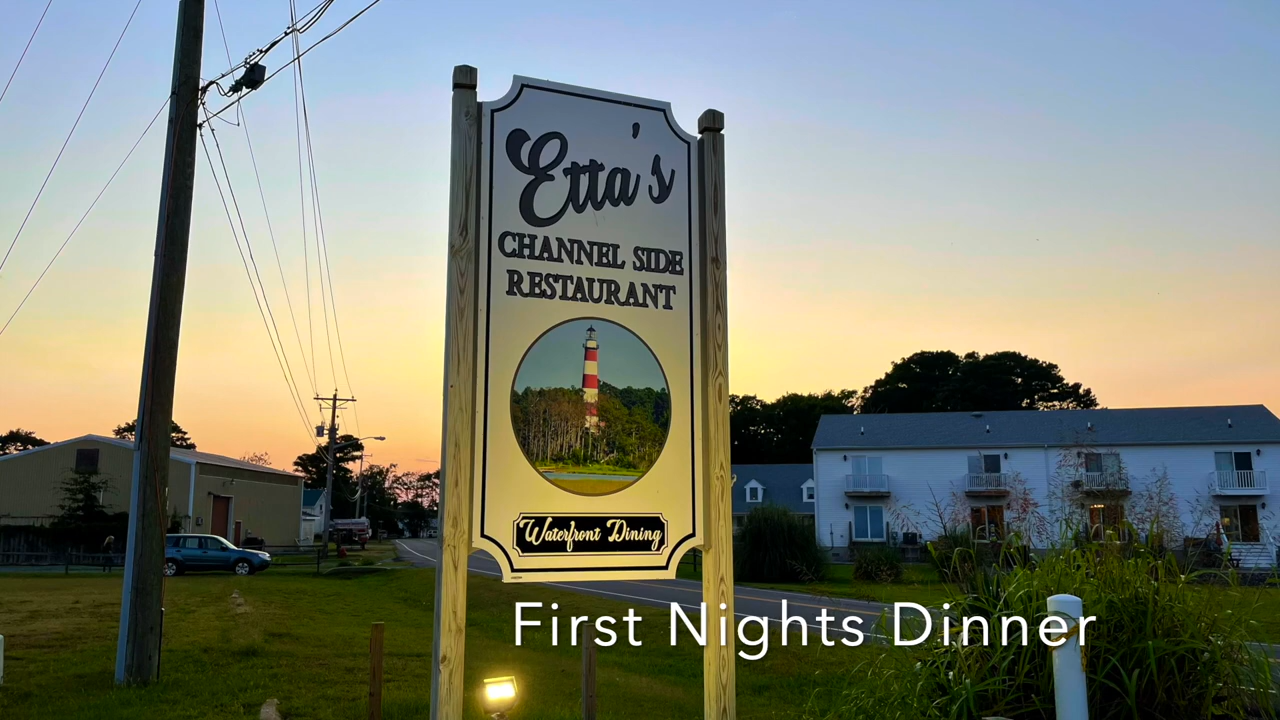 Etta's
CHANNEL SIDE
RESTAURANT
Waterfront Dining
First Nights Dinner